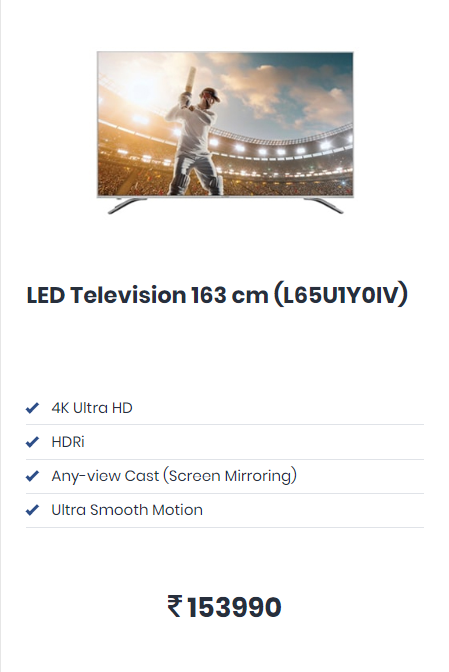 LED Television 163 cm (L65U1Y0IV)
4K Ultra HD
HDRi
Any-view Cast (Screen Mirroring)
Ultra Smooth Motion
₹ 153990